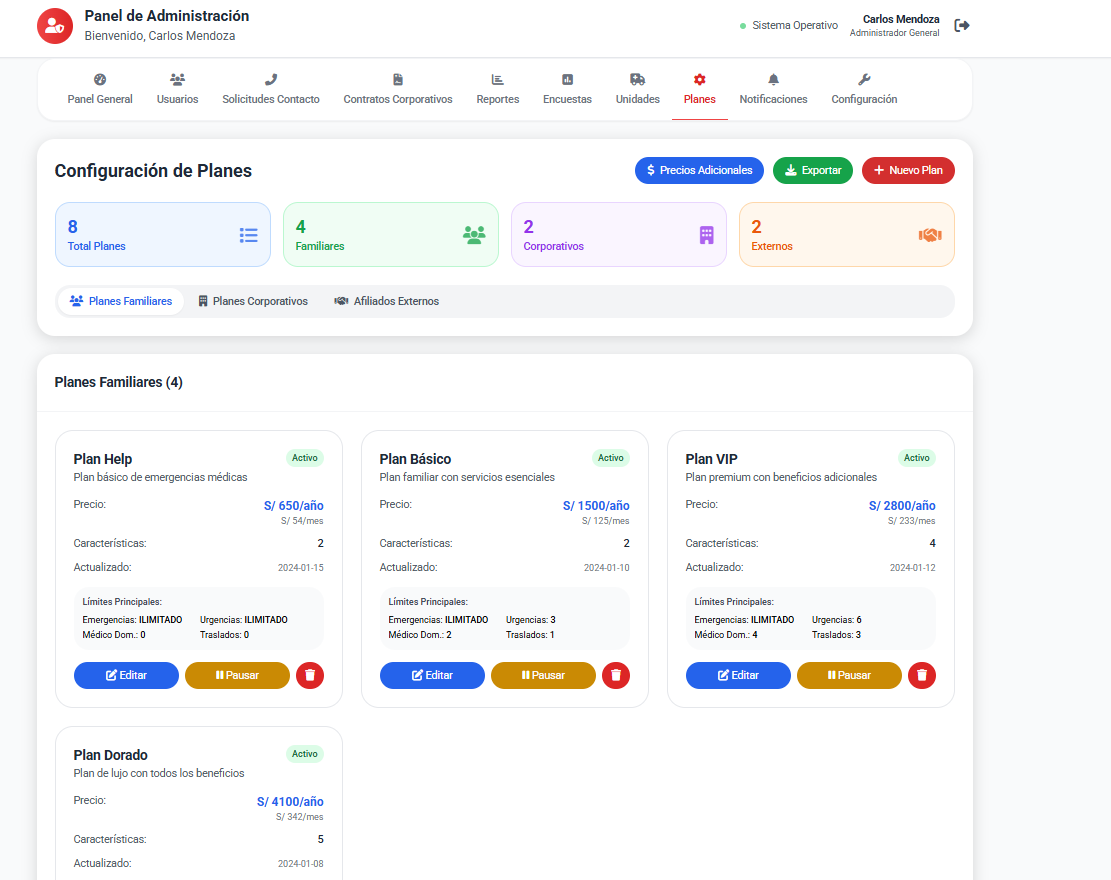 Panel de Administración
Bienvenido, Carlos Mendoza
Sistema Operativo
Carlos Mendoza
Administrador General
Panel General
Usuarios
Solicitudes Contacto
Contratos Corporativos
Reportes
Encuestas
Unidades
Planes
Notificaciones
Configuración
Configuración de Planes
$ Precios Adicionales
Exportar
+ Nuevo Plan
8
Total Planes
4
Familiares
2
Corporativos
2
Externos
Planes Familiares
Planes Corporativos
Afiliados Externos
Planes Familiares (4)
Plan Help
Activo
Plan básico de emergencias médicas
Precio: S/ 650/año
S/ 54/mes
Características: 2
Actualizado: 2024-01-15
Límites Principales:
Emergencias: ILIMITADO Urgencias: ILIMITADO
Médico Dom.: 0 Traslados: 0
Editar
Pausar
Plan Básico
Activo
Plan familiar con servicios esenciales
Precio: S/ 1500/año
S/ 125/mes
Características: 2
Actualizado: 2024-01-10
Límites Principales:
Emergencias: ILIMITADO Urgencias: 3
Médico Dom.: 2 Traslados: 1
Editar
Pausar
Plan VIP
Activo
Plan premium con beneficios adicionales
Precio: S/ 2800/año
S/ 233/mes
Características: 4
Actualizado: 2024-01-12
Límites Principales:
Emergencias: ILIMITADO Urgencias: 6
Médico Dom.: 4 Traslados: 3
Editar
Pausar
Plan Dorado
Activo
Plan de lujo con todos los beneficios
Precio: S/ 4100/año
S/ 342/mes
Características: 5
Actualizado: 2024-01-08